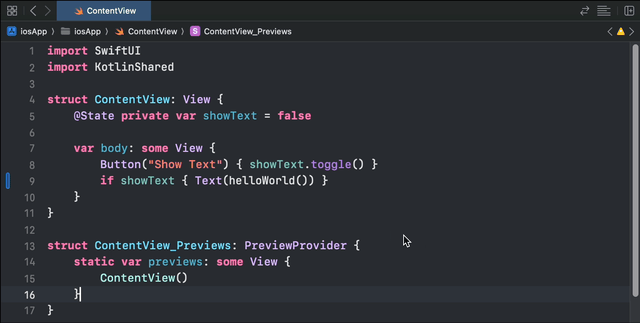 ContentView
iosApp iosApp ContentView S ContentView_Previews
1 import SwiftUI
2 import KotlinShared
3
4 struct ContentView: View {
5 @State private var showText = false
6
7 var body: some View {
8 Button("Show Text") { showText.toggle() }
9 if showText { Text(helloWorld()) }
10 }
11 }
12
13 struct ContentView_Previews: PreviewProvider {
14 static var previews: some View {
15 ContentView()
16 }
17 }